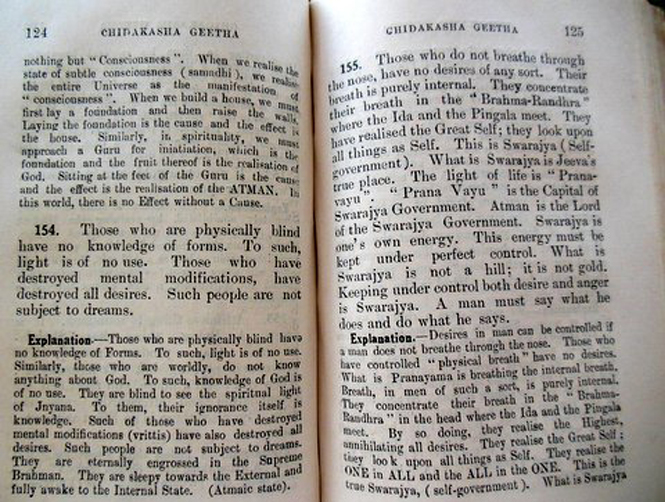 124 CHIDAKASHA GEETHA
nothing but "Consciousness". When we realise the
state of subtle consciousness (samadhi), we realise
the entire Universe as the manifestation of
"consciousness". When we build a house, we must
first lay a foundation and then raise the walls.
Laying the foundation is the cause and the effect is
the house. Similarly, in spirituality, we must
approach a Guru for iniatiation, which is the
foundation and the fruit thereof is the realisation of
God. Sitting at the feet of the Guru is the cause
and the effect is the realisation of the ATMAN. In
this world, there is no Effect without a Cause.
154. Those who are physically blind
have no knowledge of forms. To such,
light is of no use. Those who have
destroyed mental modifications, have
destroyed all desires. Such people are not
subject to dreams.
Explanation.—Those who are physically blind have
no knowledge of Forms. To such, light is of no use.
Similarly, those who are worldly, do not know
anything about God. To such, knowledge of God is
of no use. They are blind to see the spiritual light
of Jnyana. To them, their ignorance itself is
knowledge. Such of those who have destroyed
mental modifications (vrittis) have also destroyed all
desires. Such people are not subject to dreams.
They are eternally engrossed in the Supreme
Brahman. They are sleepy towards the External and
fully awake to the Internal State. (Atmaic state).
CHIDAKASHA GEETHA 125
155. Those who do not breathe through
the nose, have no desires of any sort. Their
breath is purely internal. They concentrate
their breath in the "Brahma-Randhra"
where the Ida and the Pingala meet. They
have realised the Great Self; they look upon
all things as Self. This is Swarajya (Self-
government). What is Swarajya is Jeeva's
true place. The light of life is "Prana-
vayu". "Prana Vayu" is the Capital of
Swarajya Government. Atman is the Lord
of the Swarajya Government. Swarajya is
one's own energy. This energy must be
kept under perfect control. What is
Swarajya is not a hill; it is not gold.
Keeping under control both desire and anger
is Swarajya. A man must say what he
does and do what he says.
Explanation.—Desires in man can be controlled if
a man does not breathe through the nose. Those who
have controlled "physical breath" have no desires.
What is Pranayama is breathing the internal breath.
Breath, in men of such a sort, is purely internal.
They concentrate their breath in the "Brahma-
Randhra" in the head where the Ida and the Pingala
meet. By so doing, they realise the Highest,
annihilating all desires. They realise the Great Self;
they look upon all things as Self. They realise the
ONE in ALL and the ALL in the ONE. This is the
true Swarajya, (self-government). What is Swarajya